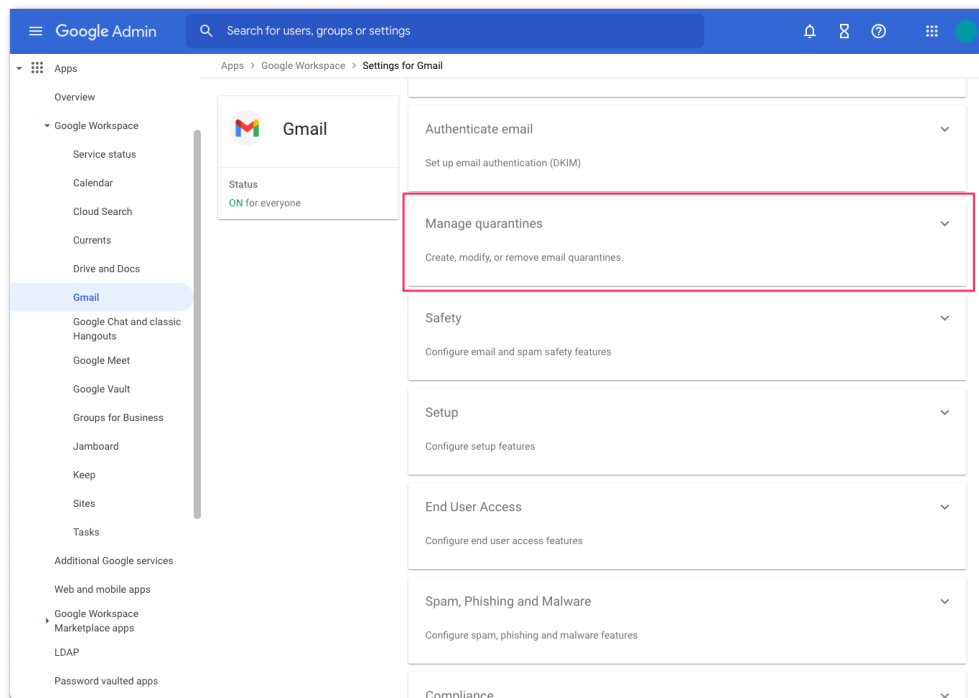 Google Admin
Search for users, groups or settings
Apps
Overview
Google Workspace
Service status
Calendar
Cloud Search
Currents
Drive and Docs
Gmail
Google Chat and classic
Hangouts
Google Meet
Google Vault
Groups for Business
Jamboard
Keep
Sites
Tasks
Additional Google services
Web and mobile apps
Google Workspace
Marketplace apps
LDAP
Password vaulted apps
Apps > Google Workspace > Settings for Gmail
Gmail
Status
ON for everyone
Authenticate email
Set up email authentication (DKIM)
Manage quarantines
Create, modify, or remove email quarantines.
Safety
Configure email and spam safety features
Setup
Configure setup features
End User Access
Configure end user access features
Spam, Phishing and Malware
Configure spam, phishing and malware features
Compliance